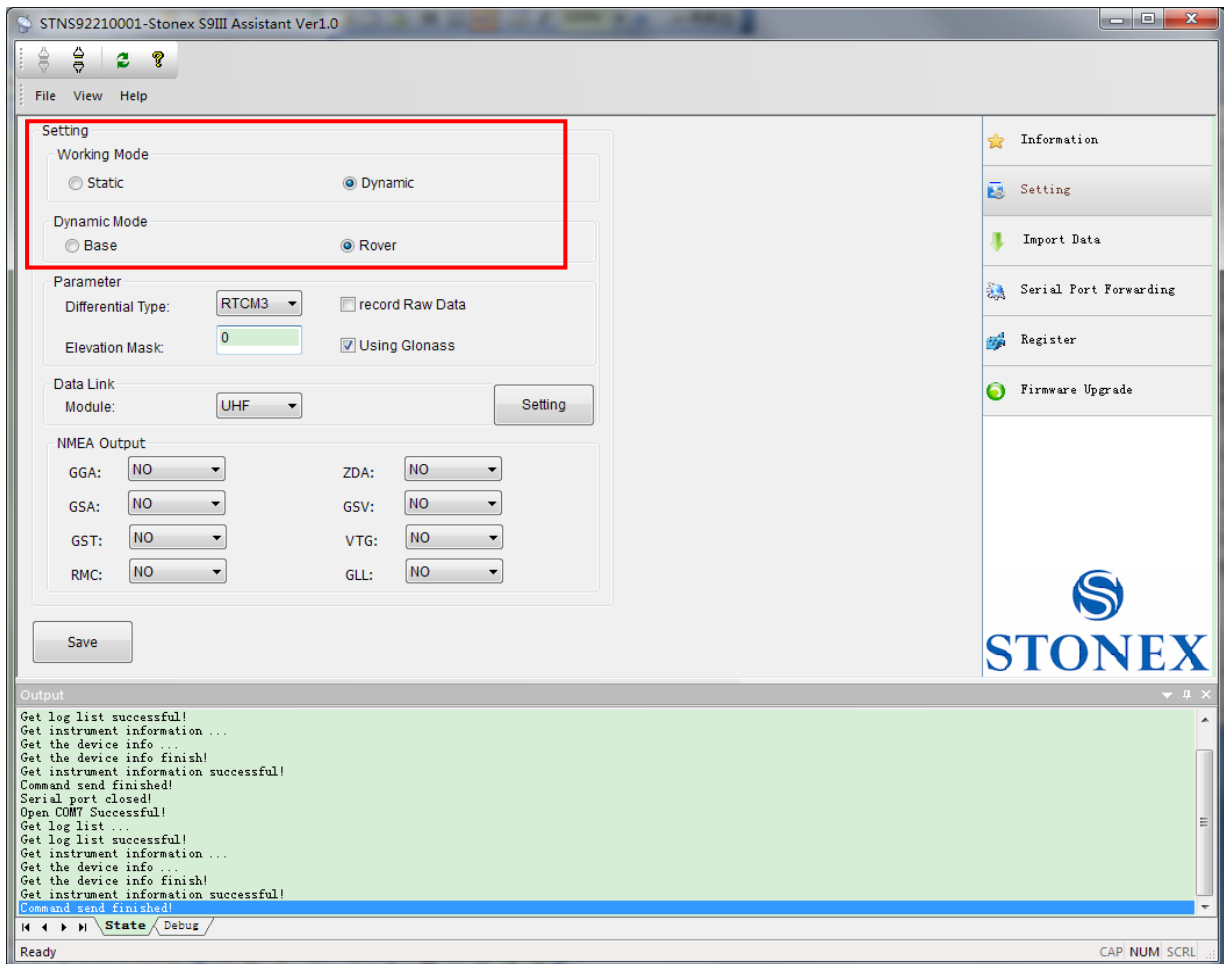 STNS92210001-Stonex S9III Assistant Ver1.0
File View Help
Setting
Working Mode
Static Dynamic
Dynamic Mode
Base Rover
Parameter
Differential Type: RTCM3 record Raw Data
Elevation Mask: 0 Using Glonass
Data Link
Module: UHF Setting
NMEA Output
GGA: NO ZDA: NO
GSA: NO GSV: NO
GST: NO VTG: NO
RMC: NO GLL: NO
Save
Information
Setting
Import Data
Serial Port Forwarding
Register
Firmware Upgrade
STONEX
Output
Get log list successful!
Get instrument information ...
Get the device info ...
Get the device info finish!
Get instrument information successful!
Command send finished!
Serial port closed!
Open COM7 Successful!
Get log list ...
Get log list successful!
Get instrument information ...
Get the device info ...
Get the device info finish!
Get instrument information successful!
Command send finished!
State Debug
Ready CAP NUM SCRL